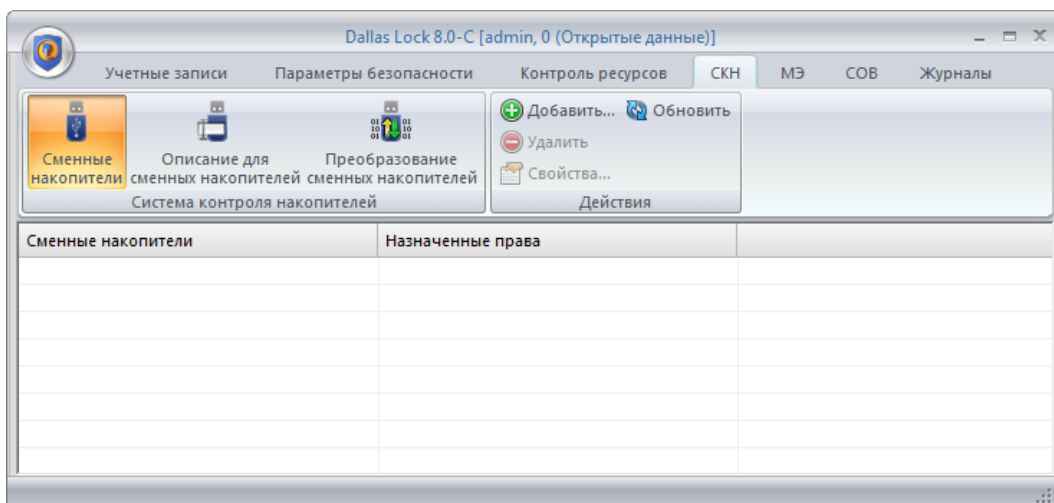 Dallas Lock 8.0-C [admin, 0 (Открытые данные)]
Учетные записи Параметры безопасности Контроль ресурсов СКН МЭ СОВ Журналы
Сменные накопители
Описание для сменных накопителей
Преобразование сменных накопителей
Система контроля накопителей
Добавить... Обновить
Удалить
Свойства...
Действия
Сменные накопители Назначенные права